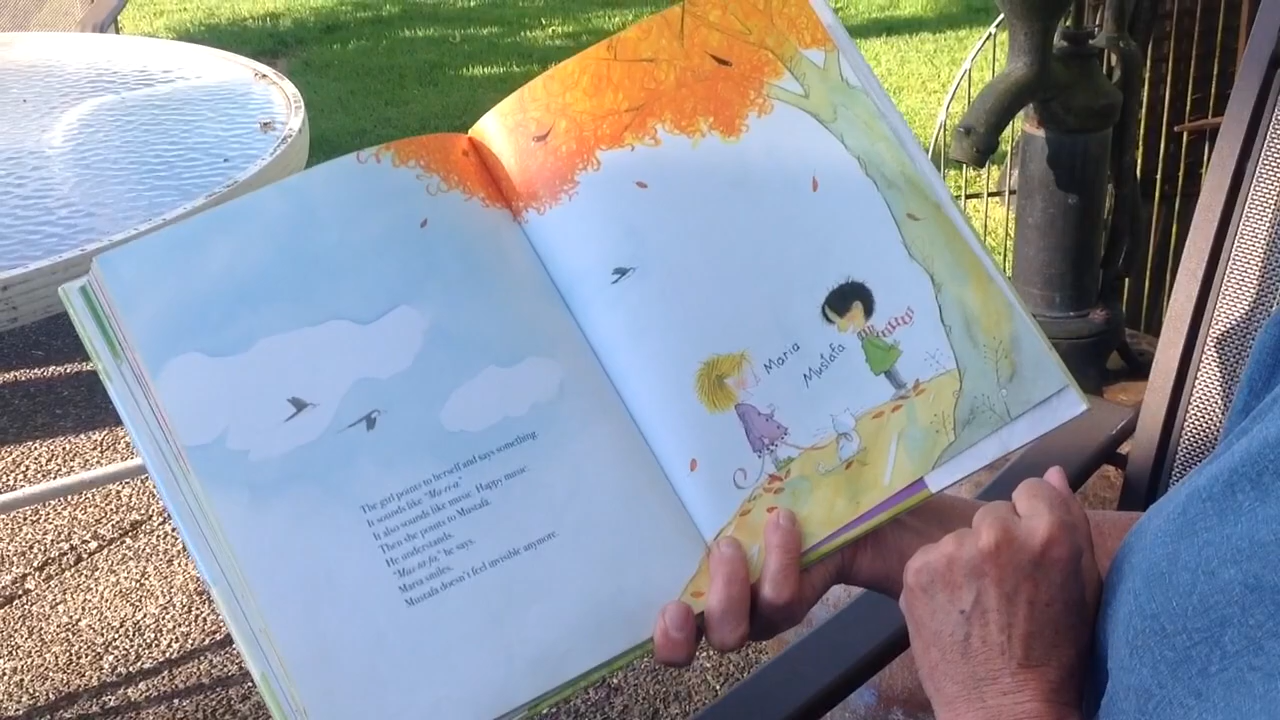 The girl points to herself and says something.
It sounds like "Ma-ri-a."
It also sounds like music. Happy music.
Then she points to Mustafa.
He understands.
"Mus-ta-fa," he says.
Maria smiles.
Mustafa doesn't feel invisible anymore.
Maria
Mustafa